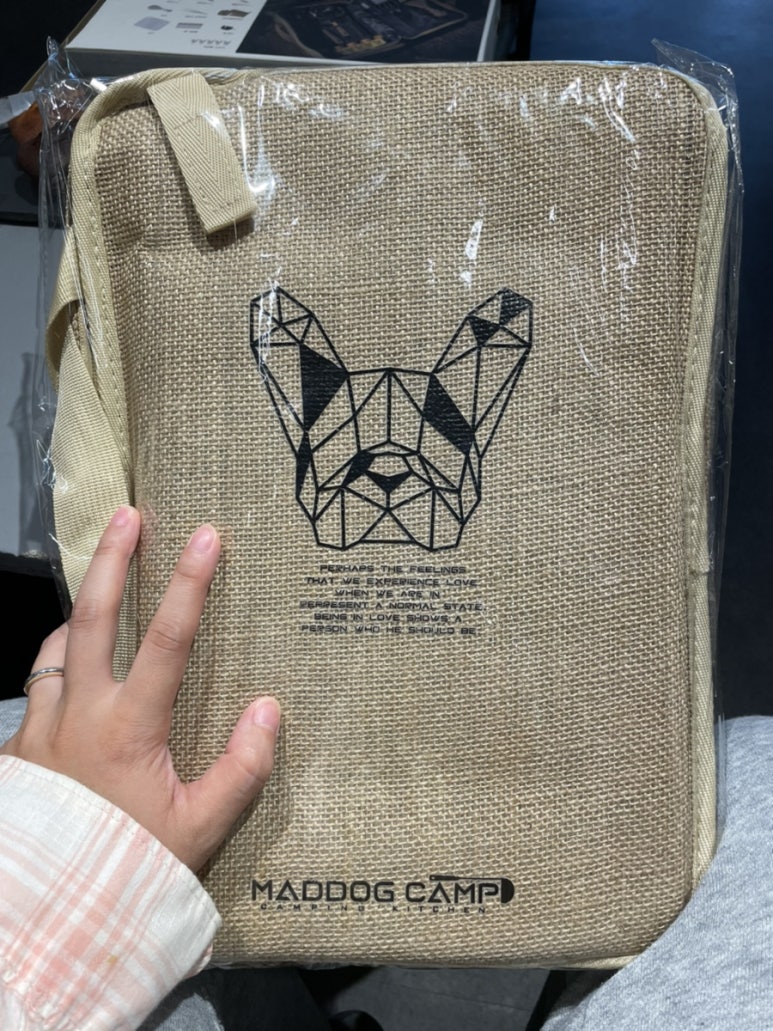 PERHAPS THE FEELINGS
THAT WE EXPERIENCE LOVE
WHEN WE ARE IN
REPRESENT A NORMAL STATE.
BEING IN LOVE SHOWS A
PERSON WHO HE SHOULD BE.
MADDOG CAMP
CAMPING KITCHEN